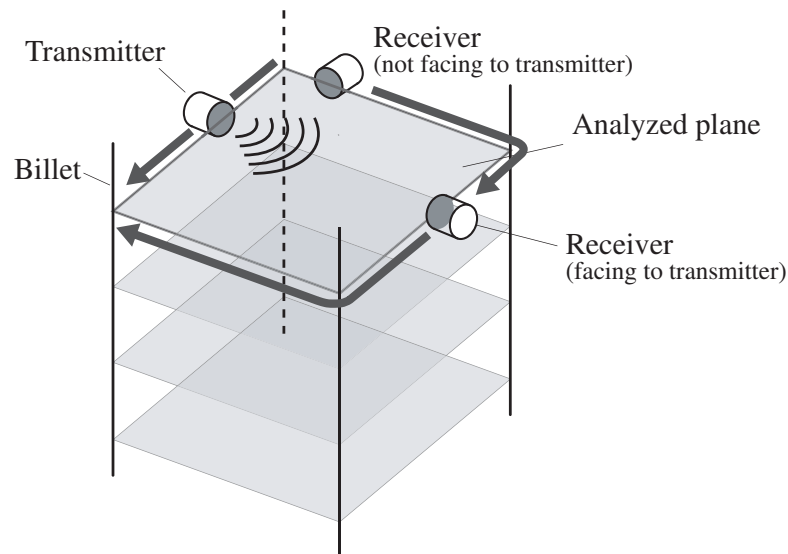 Receiver
(not facing to transmitter)
Transmitter
Analyzed plane
Billet
Receiver
(facing to transmitter)